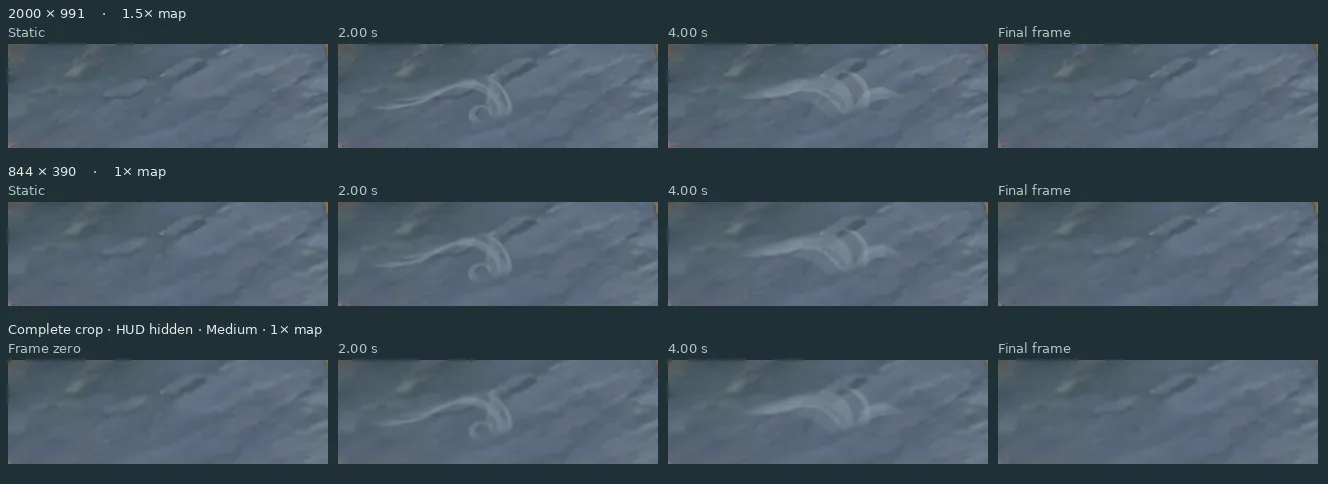 2000 × 991 · 1.5× map
Static 2.00 s 4.00 s Final frame
844 × 390 · 1× map
Static 2.00 s 4.00 s Final frame
Complete crop · HUD hidden · Medium · 1× map
Frame zero 2.00 s 4.00 s Final frame